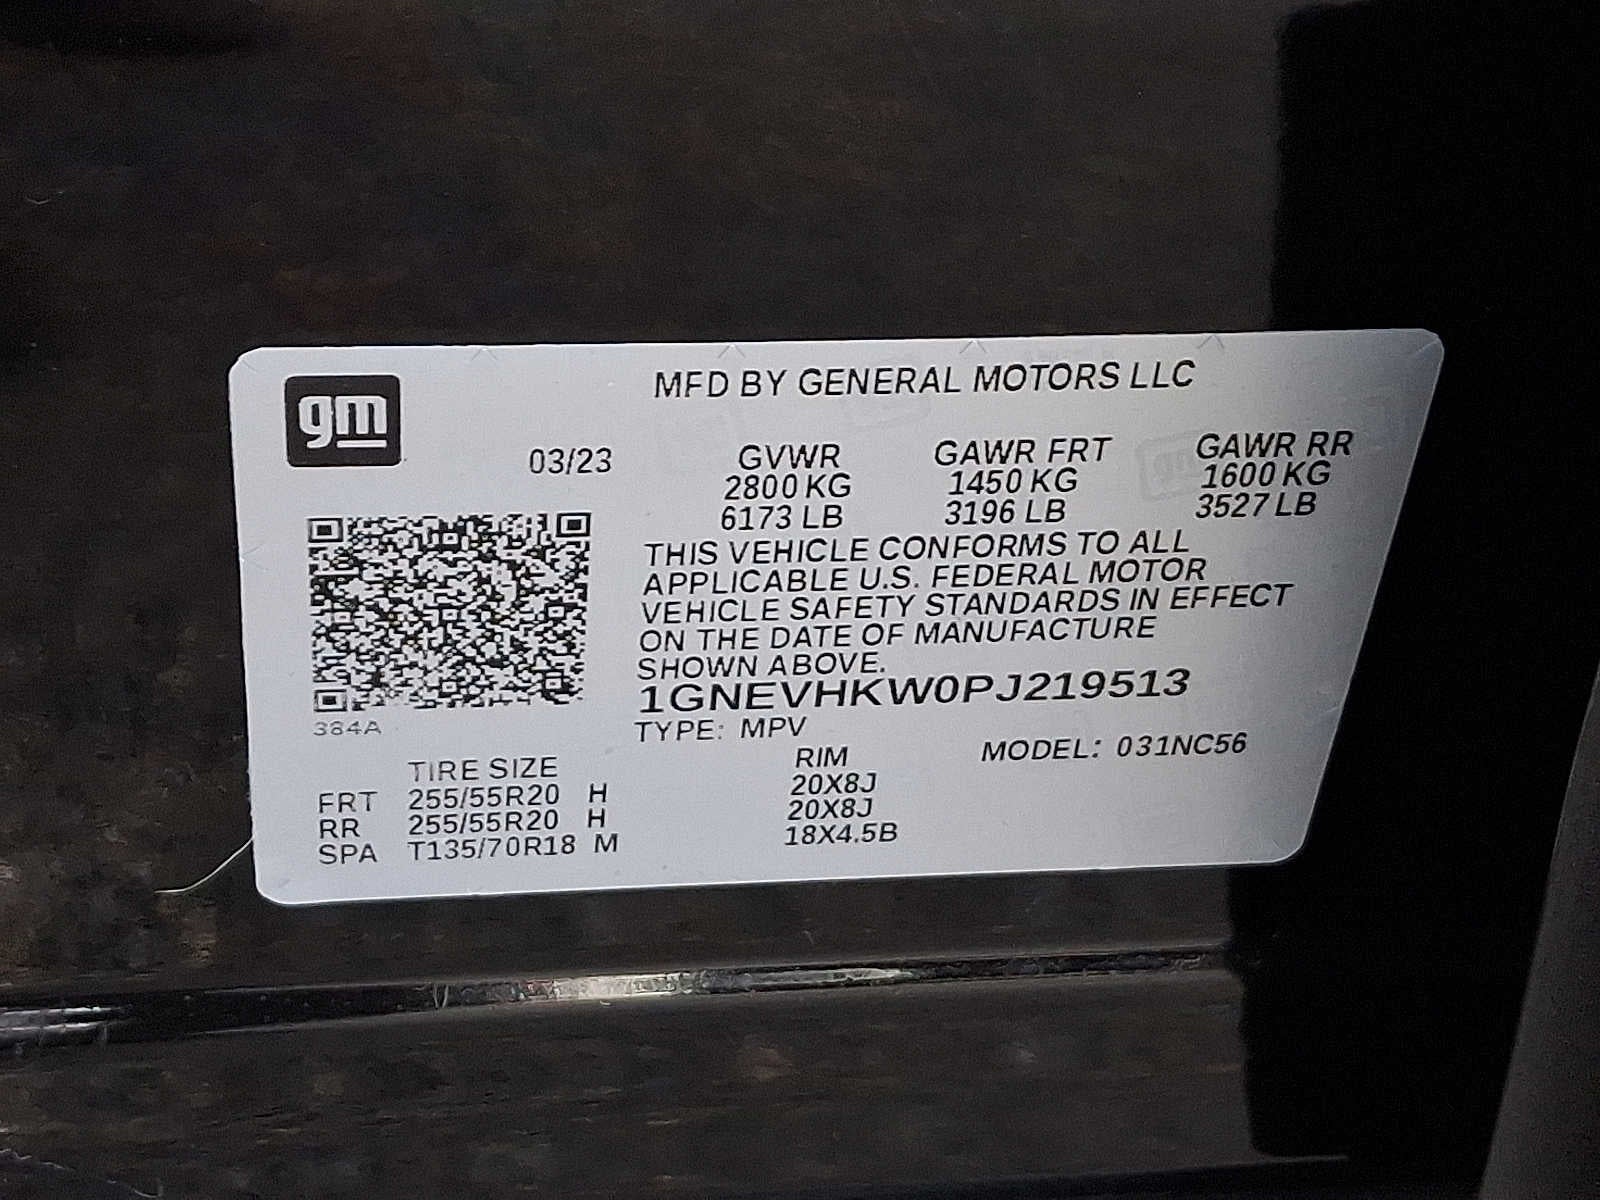 gm
MFD BY GENERAL MOTORS LLC
03/23 GVWR GAWR FRT GAWR RR
2800 KG 1450 KG 1600 KG
6173 LB 3196 LB 3527 LB
THIS VEHICLE CONFORMS TO ALL
APPLICABLE U.S. FEDERAL MOTOR
VEHICLE SAFETY STANDARDS IN EFFECT
ON THE DATE OF MANUFACTURE
SHOWN ABOVE.
1GNEVHKW0PJ219513
384A
TYPE: MPV
MODEL: 031NC56
TIRE SIZE RIM
FRT 255/55R20 H 20X8J
RR 255/55R20 H 20X8J
SPA T135/70R18 M 18X4.5B